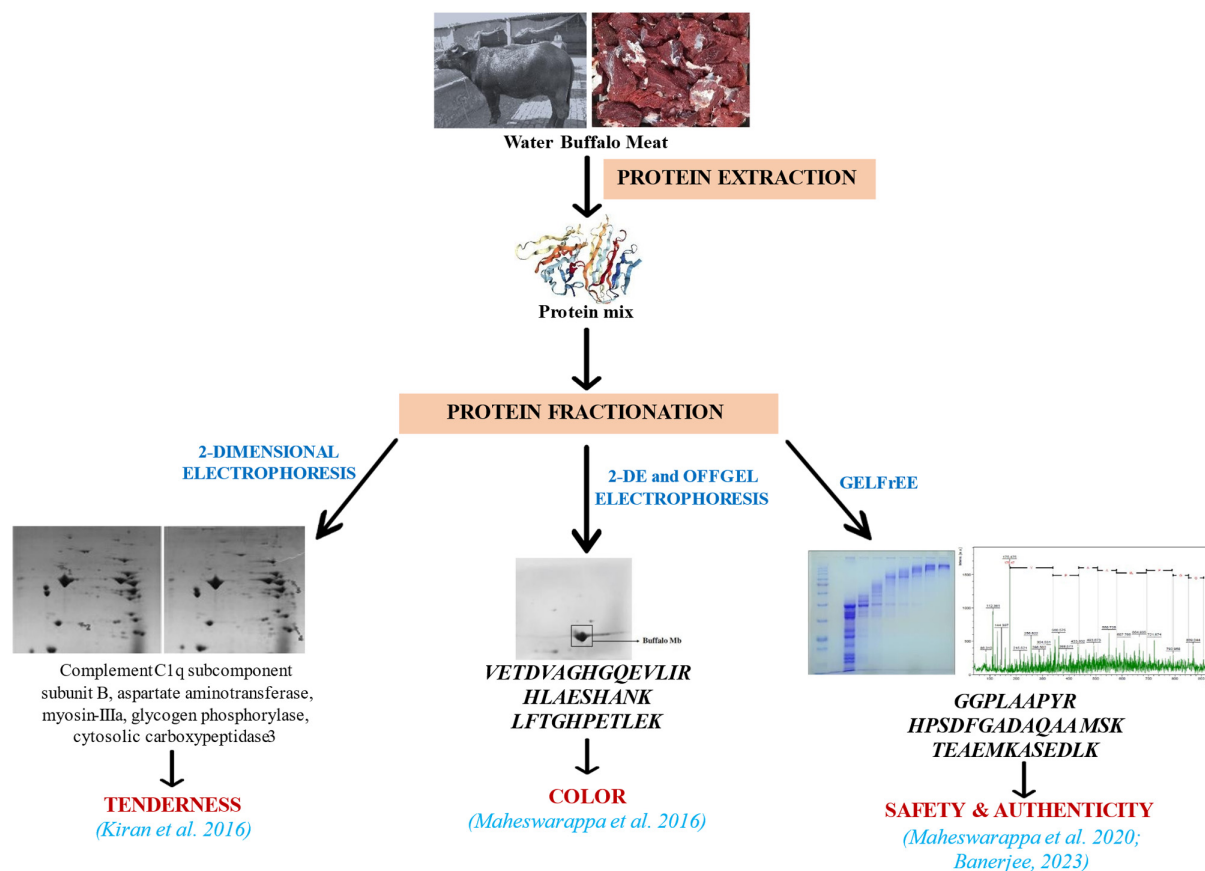 Water Buffalo Meat
PROTEIN EXTRACTION
Protein mix
PROTEIN FRACTIONATION
2-DIMENSIONAL
ELECTROPHORESIS
2-DE and OFFGEL
ELECTROPHORESIS
GELFrEE
Buffalo Mb
Complement C1q subcomponent
subunit B, aspartate aminotransferase,
myosin-IIIa, glycogen phosphorylase,
cytosolic carboxypeptidase3
TENDERNESS
(Kiran et al. 2016)
VETDVAGHGQEVLIR
HLAESHANK
LFTGHPETLEK
COLOR
(Maheswarappa et al. 2016)
GGPLAAPYR
HPSDFGADAQAAMSK
TEAEMKASEDLK
SAFETY & AUTHENTICITY
(Maheswarappa et al. 2020;
Banerjee, 2023)